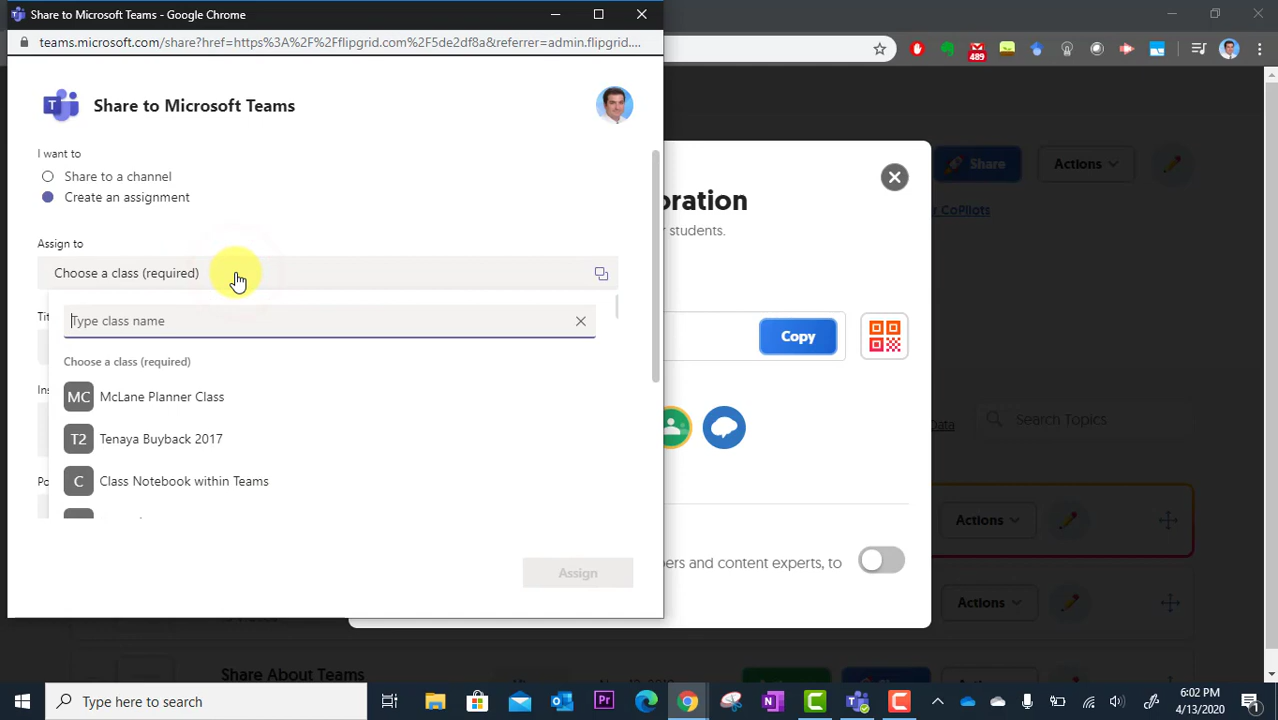 Share to Microsoft Teams - Google Chrome
teams.microsoft.com/share?href=https%3A%2F%2Fflipgrid.com%2F5de2df8a&referrer=admin.flipgrid....
489
Share to Microsoft Teams
I want to
Share to a channel
Create an assignment
Assign to
Choose a class (required)
Type class name
Choose a class (required)
MC McLane Planner Class
T2 Tenaya Buyback 2017
C Class Notebook within Teams
Assign
Share
Actions
CoPilots
oration
students.
Copy
Data
Search Topics
Actions
pers and content experts, to
Actions
Share About Teams
Type here to search
Pr
6:02 PM
4/13/2020